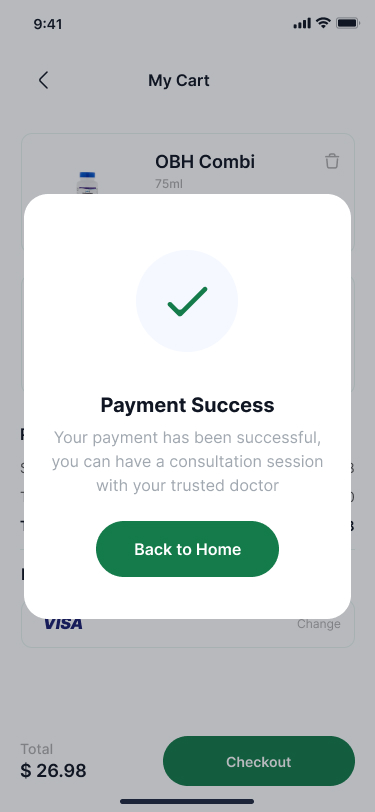 9:41
My Cart
OBH Combi
75ml
Payment Success
Your payment has been successful,
you can have a consultation session
with your trusted doctor
Back to Home
VISA
Change
Total
$ 26.98
Checkout